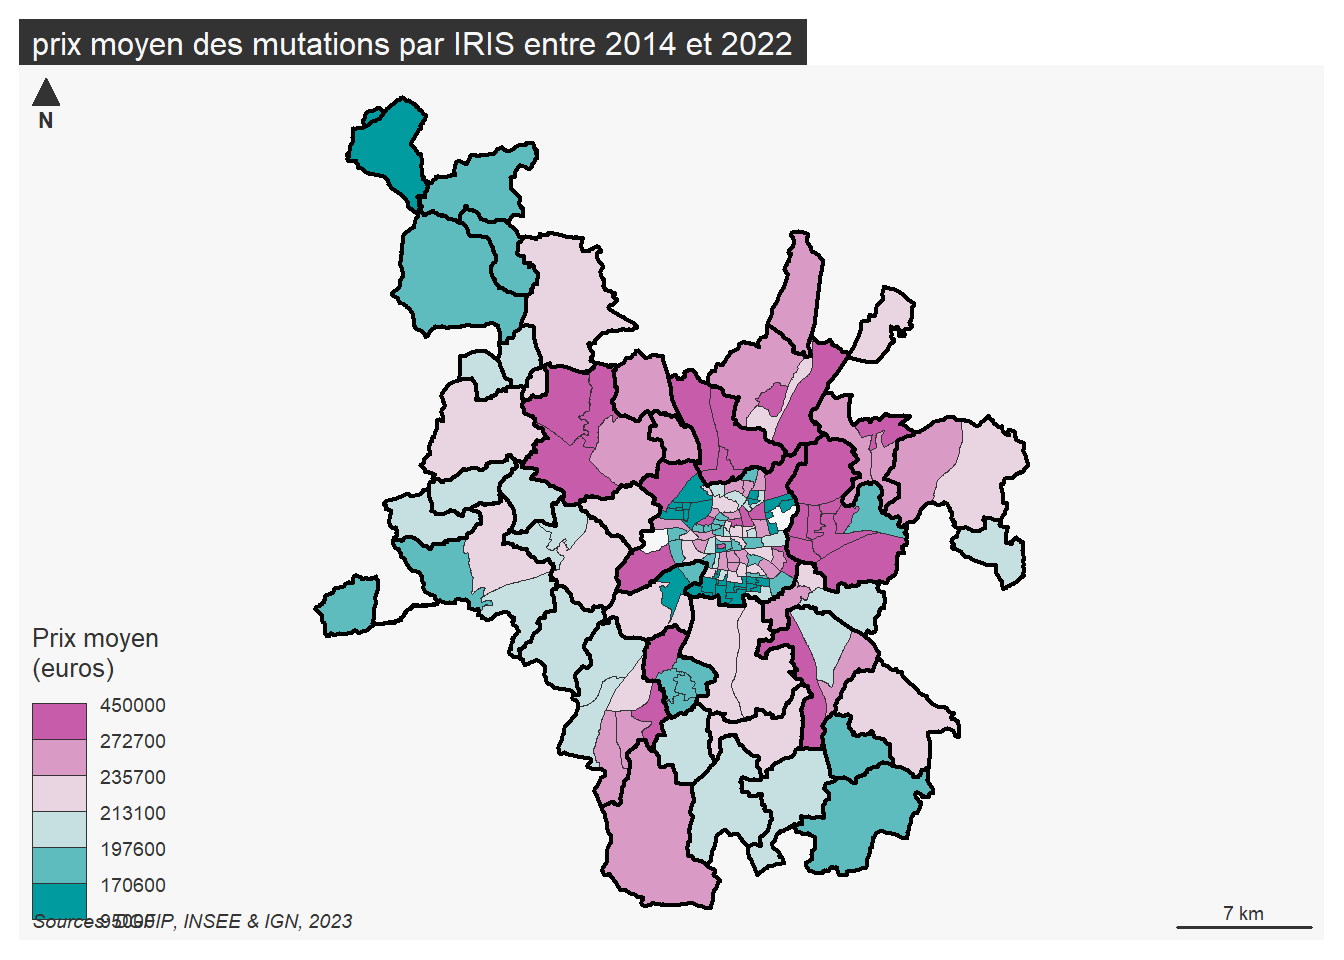 prix moyen des mutations par IRIS entre 2014 et 2022
N
Prix moyen
(euros)
450000
272700
235700
213100
197600
170600
Sources: DGFIP, INSEE & IGN, 2023
7 km